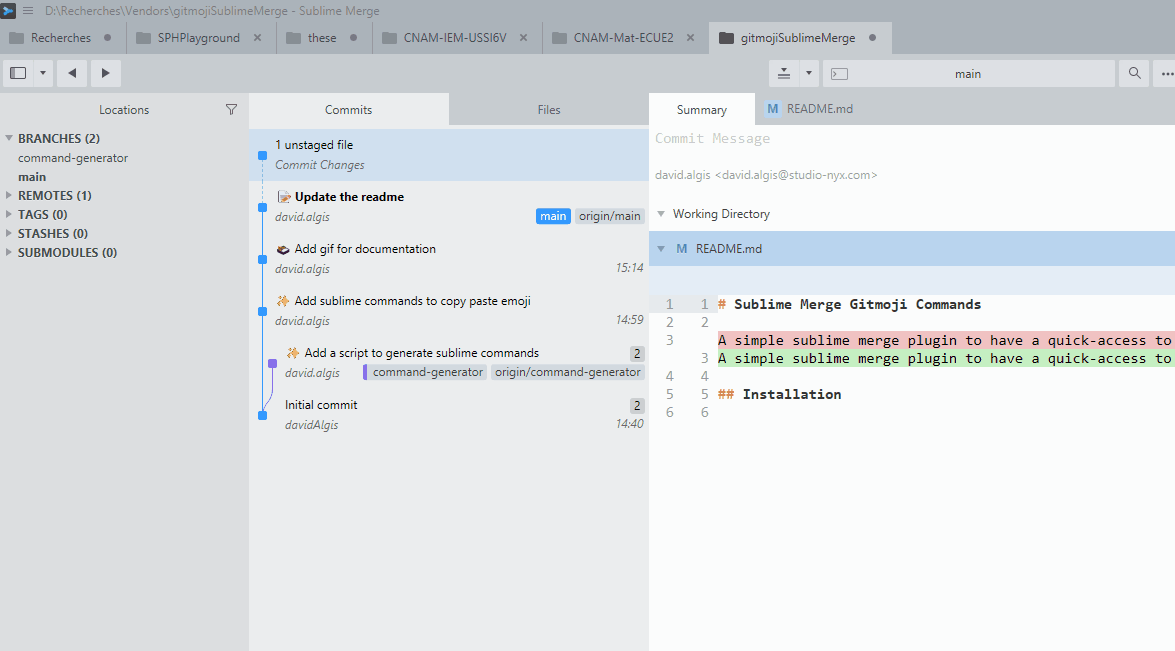 D:\Recherches\Vendors\gitmojiSublimeMerge - Sublime Merge
Recherches
SPHPlayground
these
CNAM-IEM-USSI6V
CNAM-Mat-ECUE2
gitmojiSublimeMerge
main
Locations
BRANCHES (2)
command-generator
main
REMOTES (1)
TAGS (0)
STASHES (0)
SUBMODULES (0)
Commits
Files
1 unstaged file
Commit Changes
Update the readme
david.algis main origin/main
Add gif for documentation
david.algis 15:14
Add sublime commands to copy paste emoji
david.algis 14:59
Add a script to generate sublime commands 2
david.algis command-generator origin/command-generator
Initial commit 2
davidAlgis 14:40
Summary
M README.md
Commit Message
david.algis <david.algis@studio-nyx.com>
Working Directory
M README.md
1 1 # Sublime Merge Gitmoji Commands
2 2
3 A simple sublime merge plugin to have a quick-access to
3 A simple sublime merge plugin to have a quick-access to
4 4
5 5 ## Installation
6 6